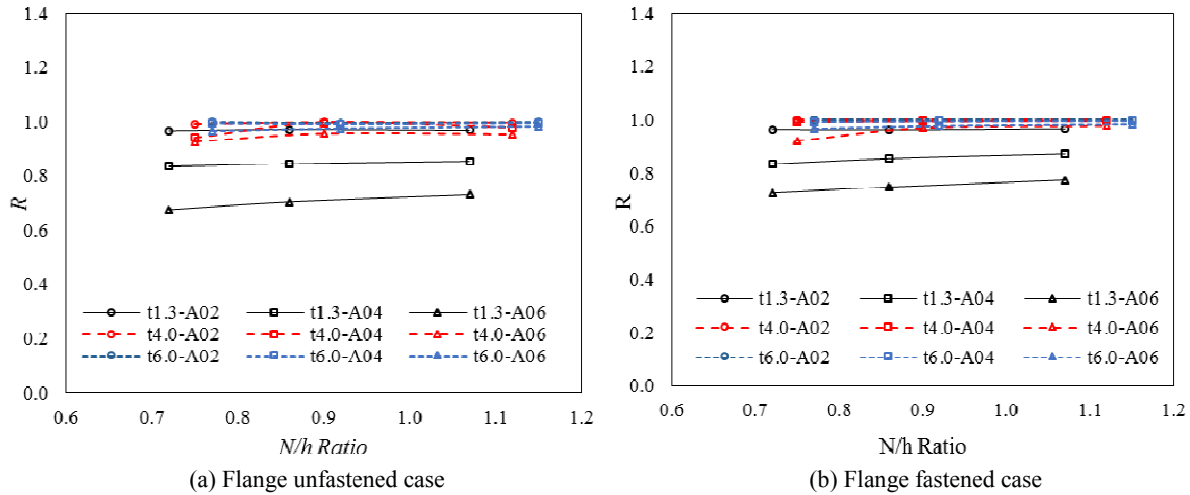 1.4
1.2
1.0
0.8
0.6
0.4
0.2
0.0
R
t1.3-A02 t1.3-A04 t1.3-A06
t4.0-A02 t4.0-A04 t4.0-A06
t6.0-A02 t6.0-A04 t6.0-A06
0.6 0.7 0.8 0.9 1.0 1.1 1.2
N/h Ratio
(a) Flange unfastened case
1.4
1.2
1.0
0.8
0.6
0.4
0.2
0.0
R
t1.3-A02 t1.3-A04 t1.3-A06
t4.0-A02 t4.0-A04 t4.0-A06
t6.0-A02 t6.0-A04 t6.0-A06
0.6 0.7 0.8 0.9 1.0 1.1 1.2
N/h Ratio
(b) Flange fastened case